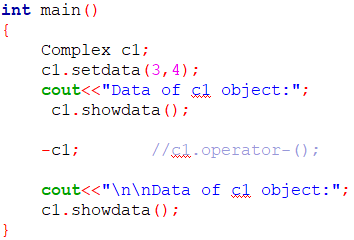 int main()
{
Complex c1;
c1.setdata(3,4);
cout<<"Data of c1 object:";
c1.showdata();
-c1; //c1.operator-();
cout<<"\n\nData of c1 object:";
c1.showdata();
}